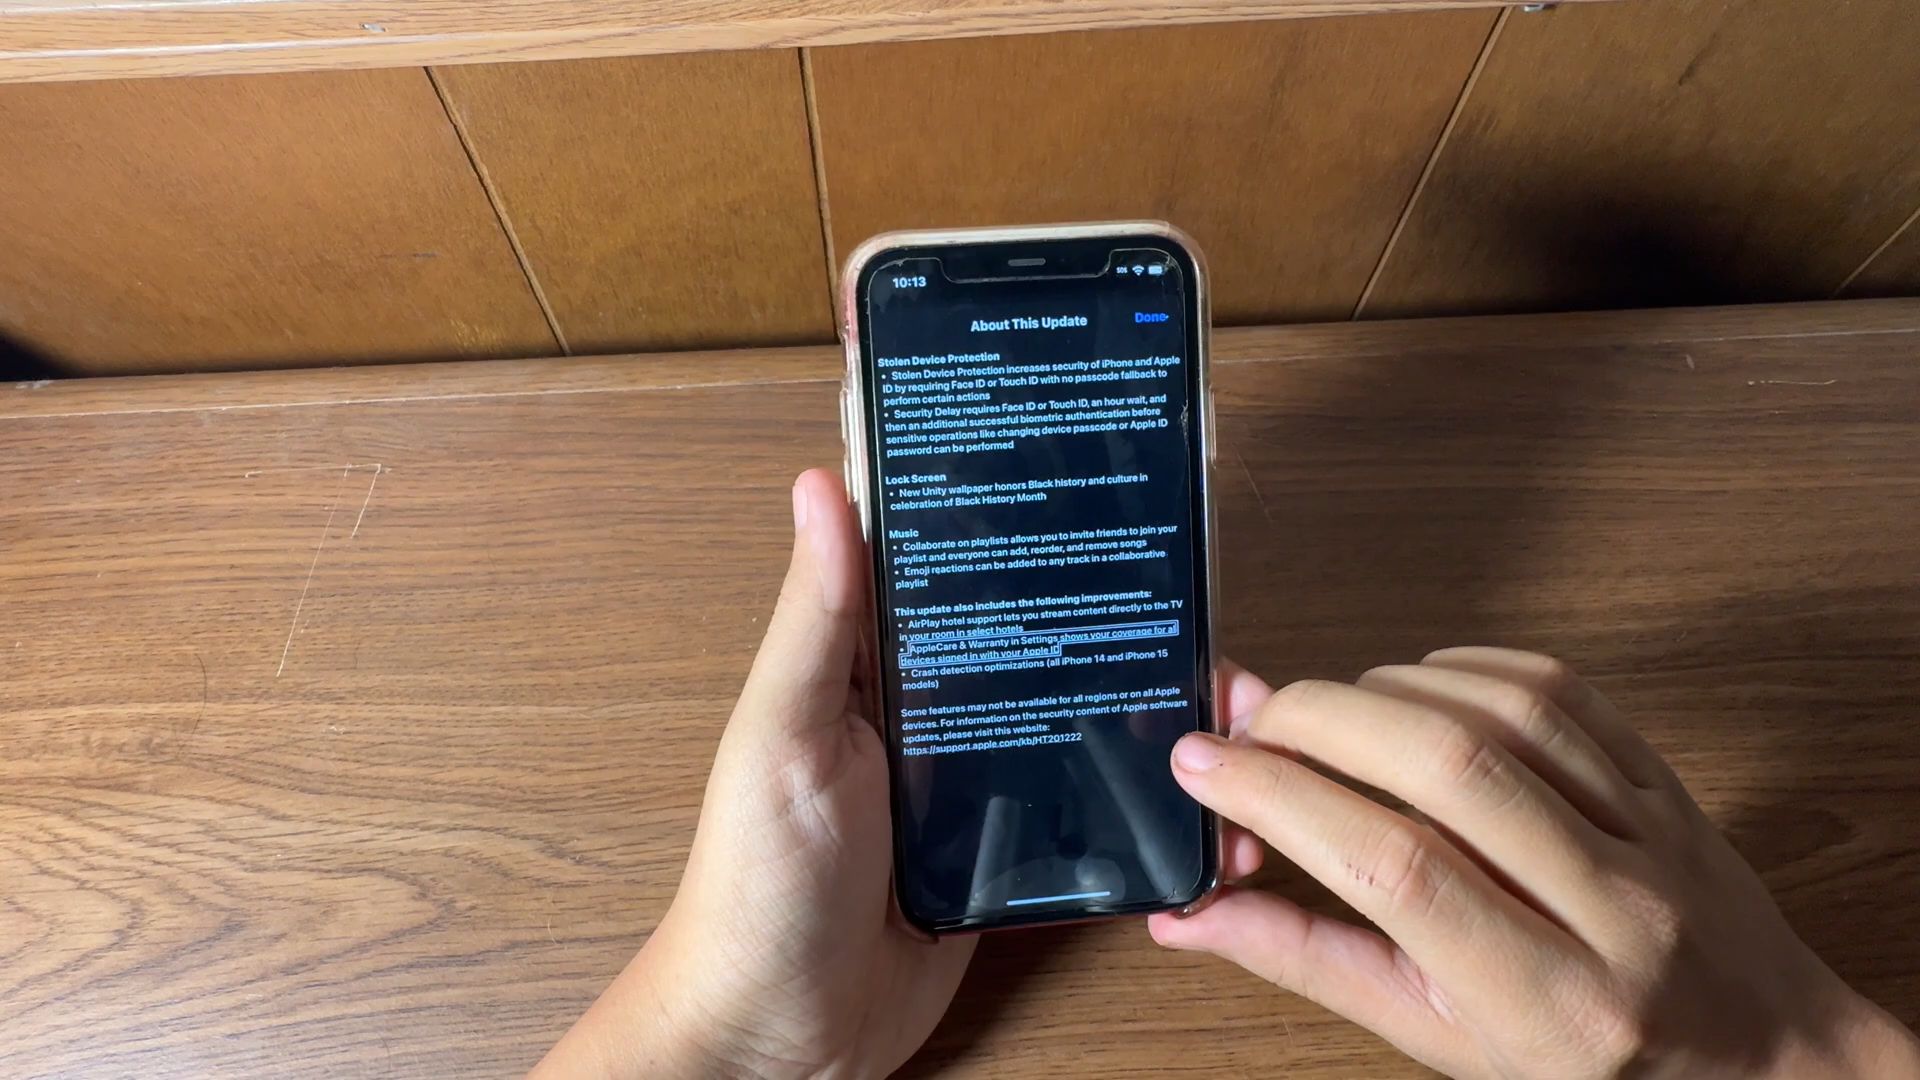 10:13
SOS
About This Update
Done
Stolen Device Protection
• Stolen Device Protection increases security of iPhone and Apple
ID by requiring Face ID or Touch ID with no passcode fallback to
perform certain actions
• Security Delay requires Face ID or Touch ID, an hour wait, and
then an additional successful biometric authentication before
sensitive operations like changing device passcode or Apple ID
password can be performed
Lock Screen
• New Unity wallpaper honors Black history and culture in
celebration of Black History Month
Music
• Collaborate on playlists allows you to invite friends to join your
playlist and everyone can add, reorder, and remove songs
• Emoji reactions can be added to any track in a collaborative
playlist
This update also includes the following improvements:
• AirPlay hotel support lets you stream content directly to the TV
in your room in select hotels
• AppleCare & Warranty in Settings shows your coverage for all
devices signed in with your Apple ID
• Crash detection optimizations (all iPhone 14 and iPhone 15
models)
Some features may not be available for all regions or on all Apple
devices. For information on the security content of Apple software
updates, please visit this website:
https://support.apple.com/kb/HT201222